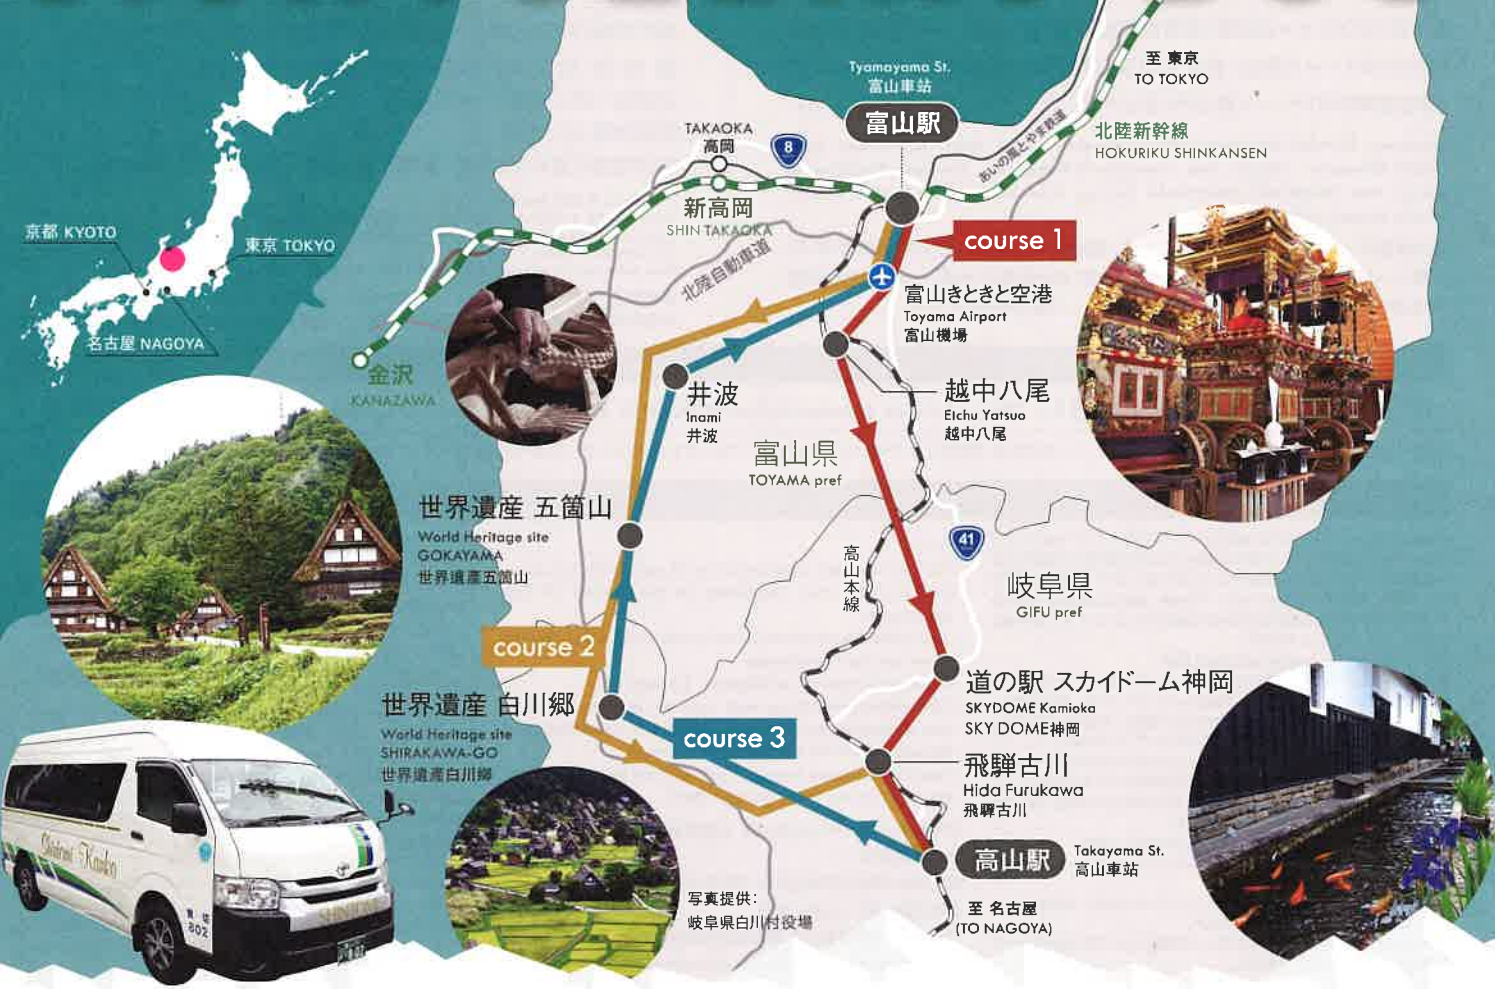 Tyamayama St.
富山車站
富山駅
至 東京
TO TOKYO
北陸新幹線
HOKURIKU SHINKANSEN
あいの風とやま鉄道
TAKAOKA
高岡
8
新高岡
SHIN TAKAOKA
北陸自動車道
京都 KYOTO
東京 TOKYO
名古屋 NAGOYA
金沢
KANAZAWA
course 1
富山きときと空港
Toyama Airport
富山機場
井波
Inami
井波
越中八尾
Etchu Yatsuo
越中八尾
富山県
TOYAMA pref
世界遺産 五箇山
World Heritage site
GOKAYAMA
世界遺產五箇山
高山本線
41
岐阜県
GIFU pref
course 2
世界遺産 白川郷
World Heritage site
SHIRAKAWA-GO
世界遺產白川鄉
course 3
道の駅 スカイドーム神岡
SKYDOME Kamioka
SKY DOME神岡
飛騨古川
Hida Furukawa
飛驒古川
高山駅
Takayama St.
高山車站
至 名古屋
(TO NAGOYA)
写真提供：
岐阜県白川村役場
Kanko
802